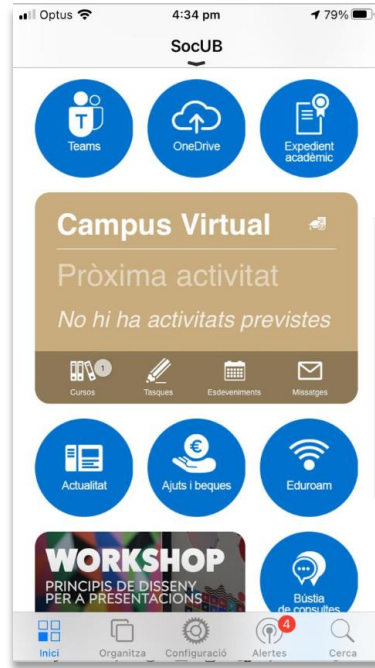 Optus
4:34 pm
79%
SocUB
T
Teams
OneDrive
Expedient
acadèmic
Campus Virtual
Pròxima activitat
No hi ha activitats previstes
1
Cursos
Tasques
Esdeveniments
Missatges
€
Actualitat
Ajuts i beques
Eduroam
WORKSHOP
PRINCIPIS DE DISSENY
PER A PRESENTACIONS
Bústia
de consultes
4
Inici
Organitza
Configuració
Alertes
Cerca